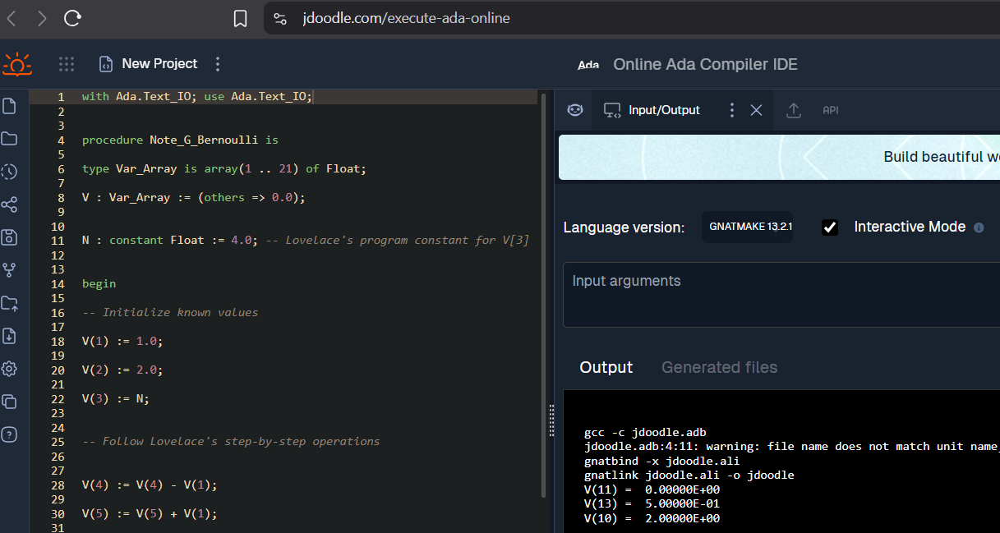 jdoodle.com/execute-ada-online
New Project
Ada Online Ada Compiler IDE
1 with Ada.Text_IO; use Ada.Text_IO;
2
3
4 procedure Note_G_Bernoulli is
5
6 type Var_Array is array(1 .. 21) of Float;
7
8 V : Var_Array := (others => 0.0);
9
10
11 N : constant Float := 4.0; -- Lovelace's program constant for V[3]
12
13
14 begin
15
16 -- Initialize known values
17
18 V(1) := 1.0;
19
20 V(2) := 2.0;
21
22 V(3) := N;
23
24
25 -- Follow Lovelace's step-by-step operations
26
27
28 V(4) := V(4) - V(1);
29
30 V(5) := V(5) + V(1);
31
Input/Output
API
Build beautiful
Language version:
GNATMAKE 13.2.1
Interactive Mode
Input arguments
Output Generated files
gcc -c jdoodle.adb
jdoodle.adb:4:11: warning: file name does not match unit name,
gnatbind -x jdoodle.ali
gnatlink jdoodle.ali -o jdoodle
V(11) =  0.00000E+00
V(13) =  5.00000E-01
V(10) =  2.00000E+00